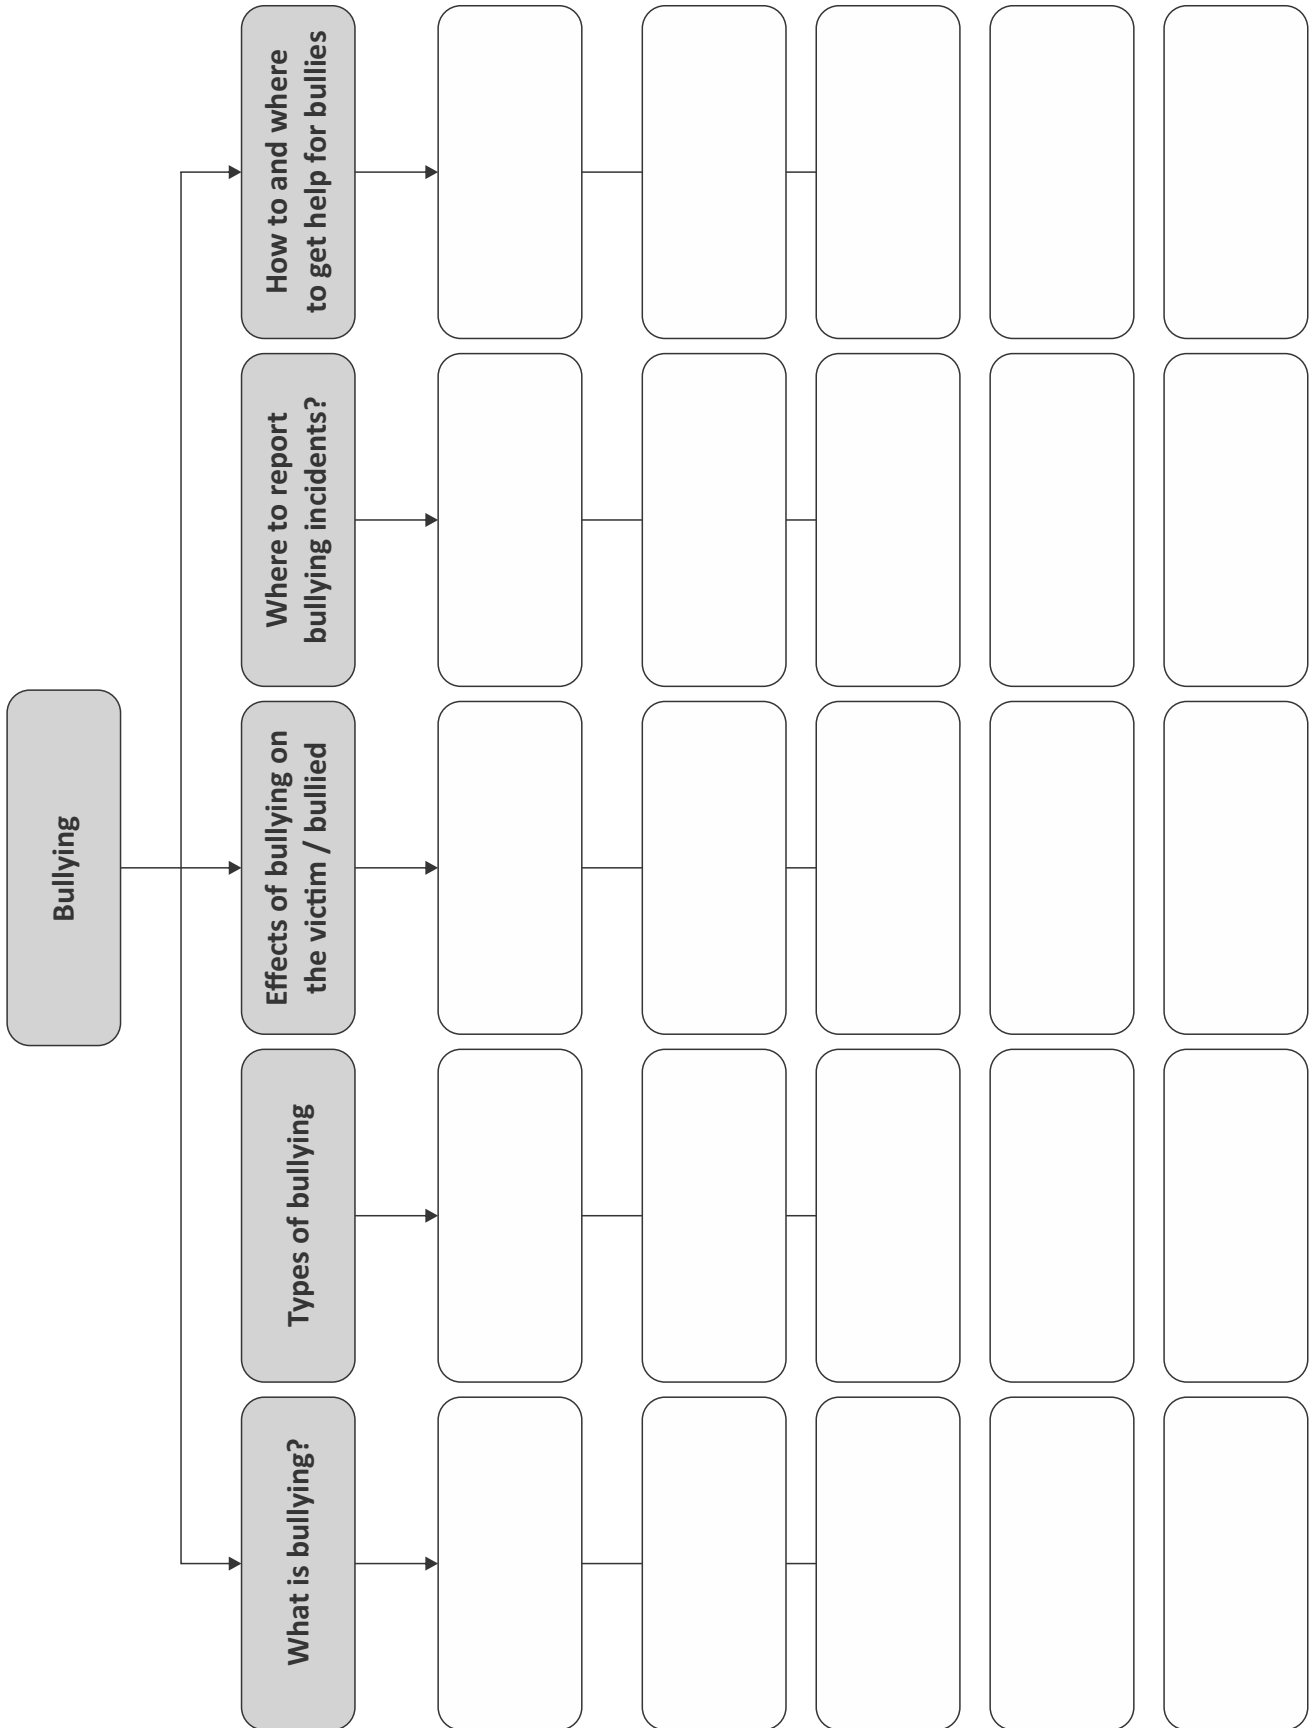 Bullying
What is bullying?
Types of bullying
Effects of bullying on
the victim / bullied
Where to report
bullying incidents?
How to and where
to get help for bullies